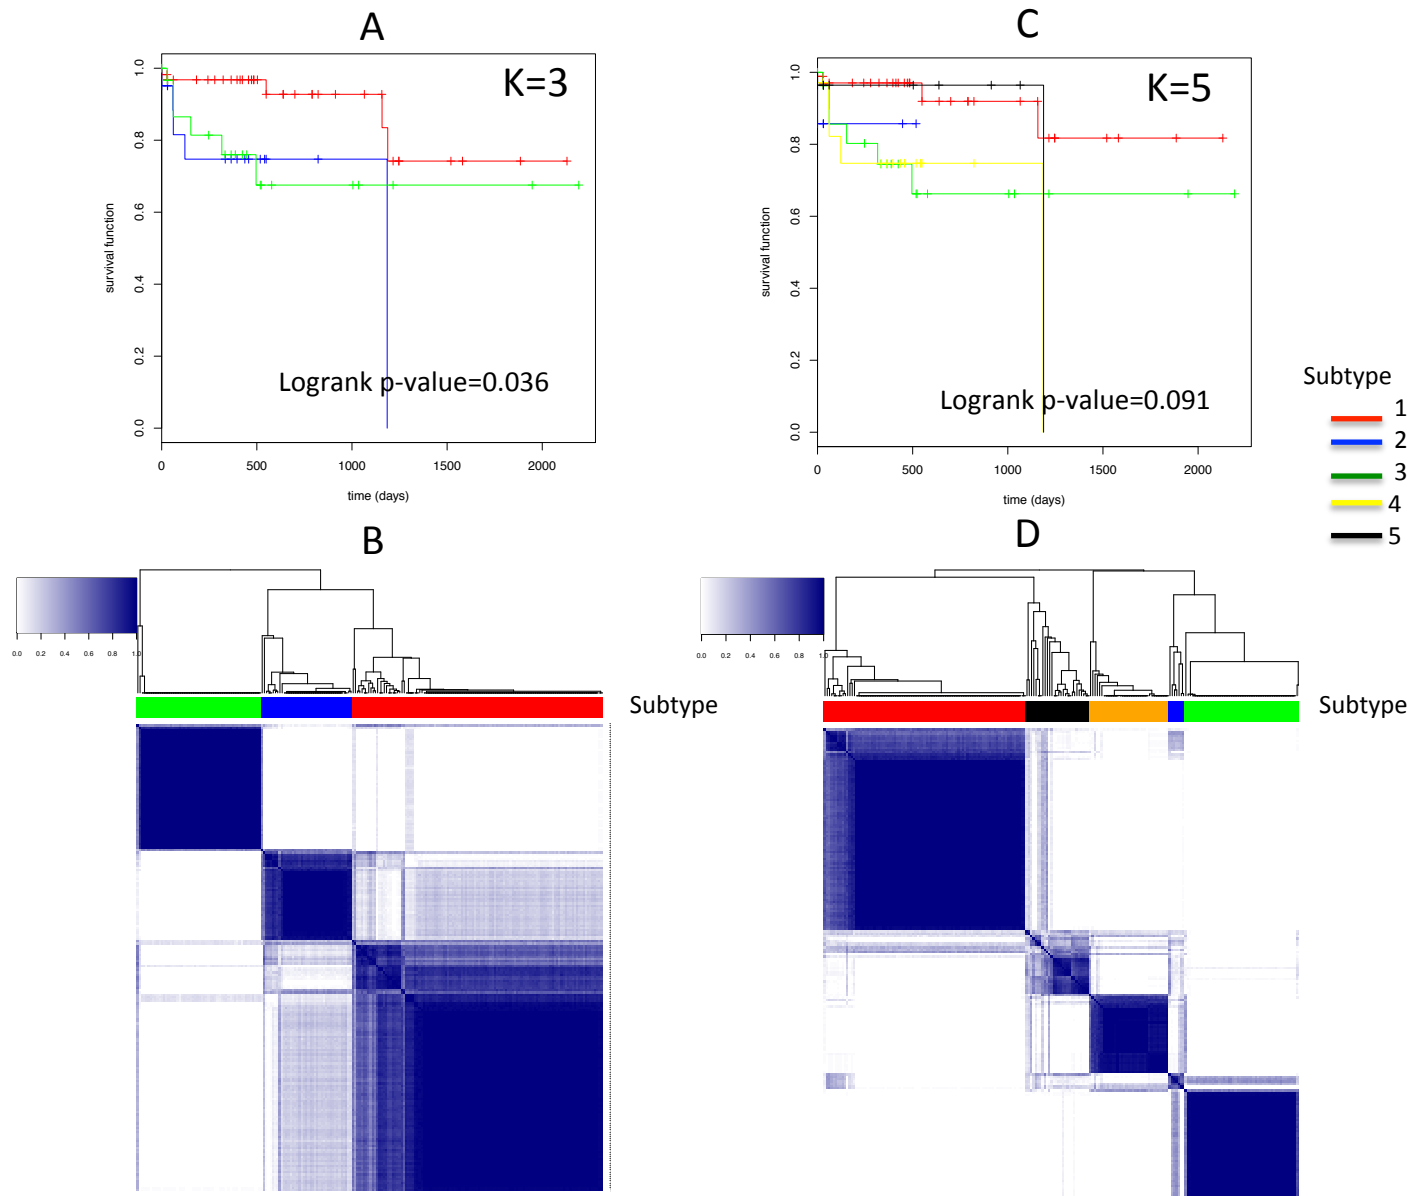 A
K=3
1.0
0.8
0.6
0.4
0.2
0.0
survival function
Logrank p-value=0.036
0
500
1000
1500
2000
time (days)
C
K=5
1.0
0.8
0.6
0.4
0.2
0.0
survival function
Logrank p-value=0.091
0
500
1000
1500
2000
time (days)
Subtype
1
2
3
4
5
B
0.0 0.2 0.4 0.6 0.8 1.0
Subtype
D
0.0 0.2 0.4 0.6 0.8 1.0
Subtype